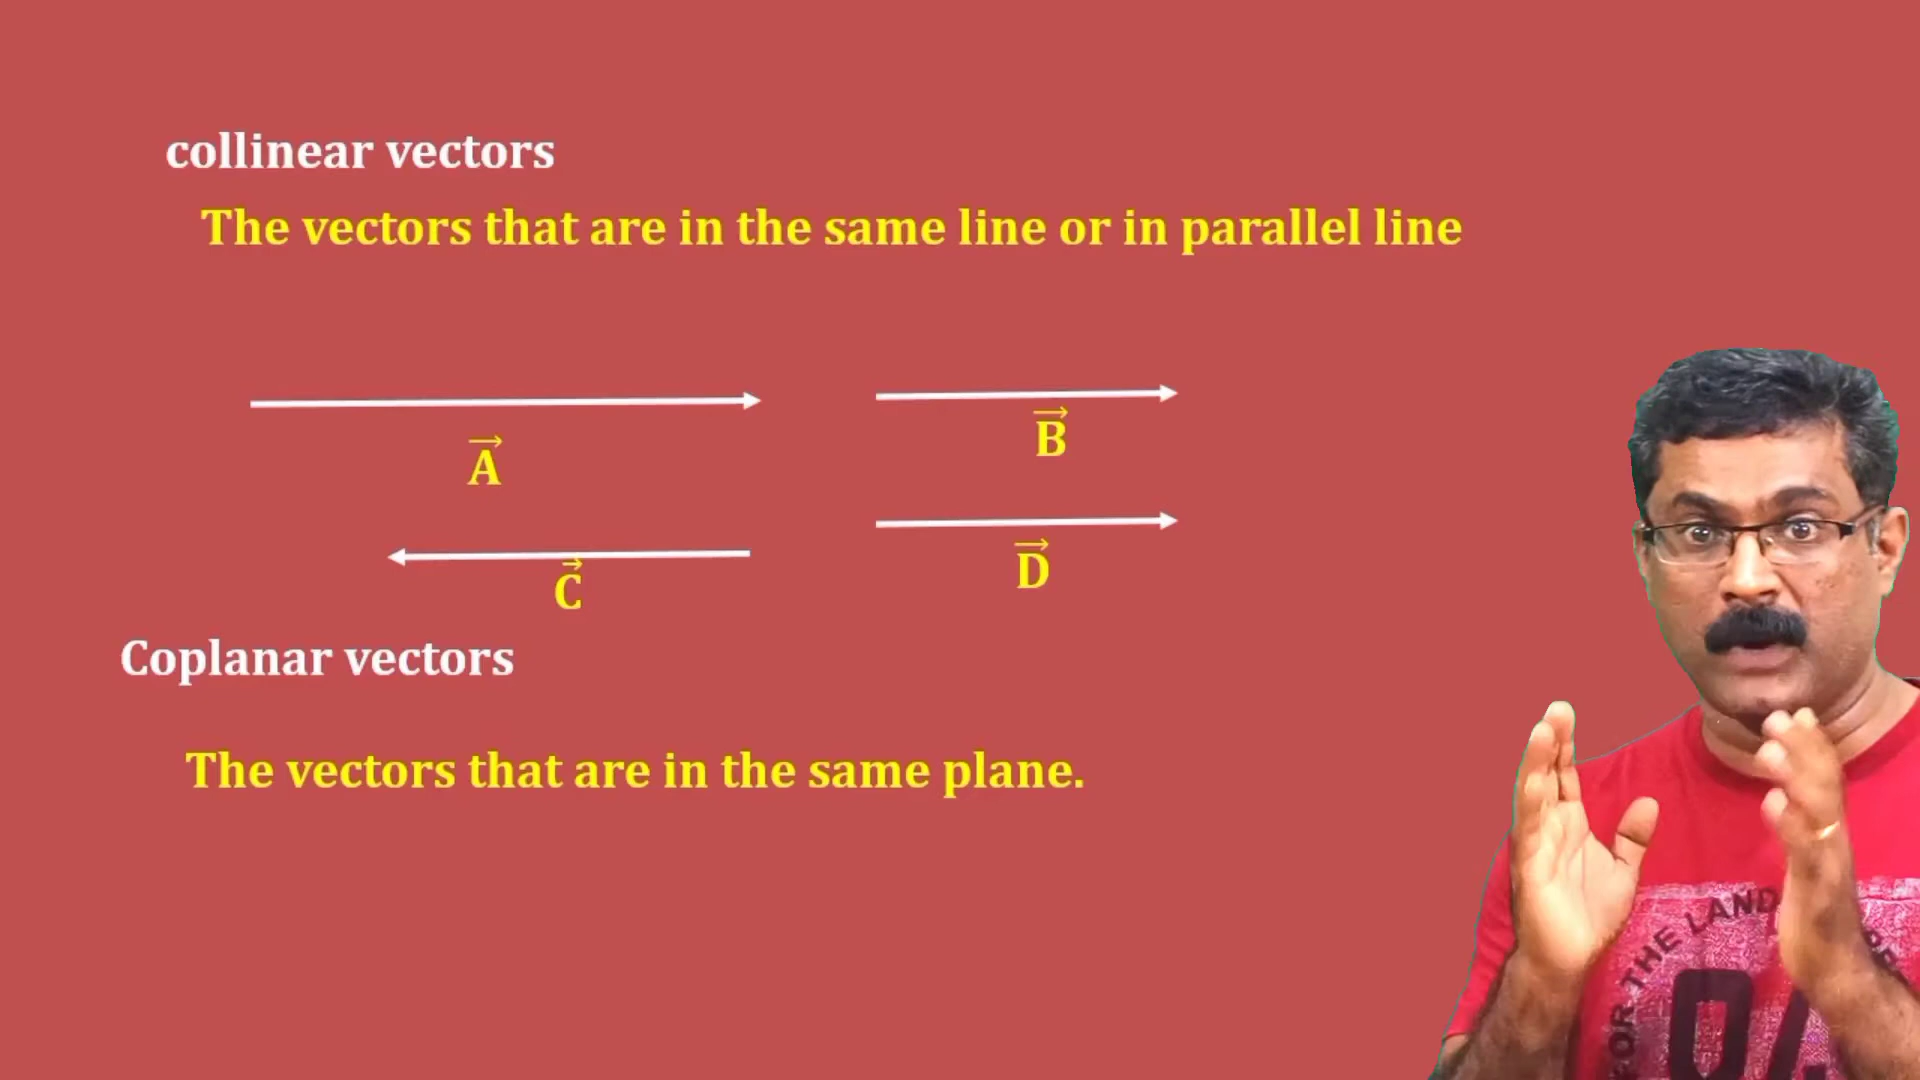 collinear vectors
The vectors that are in the same line or in parallel line
A
B
C
D
Coplanar vectors
The vectors that are in the same plane.
FOR THE LAND